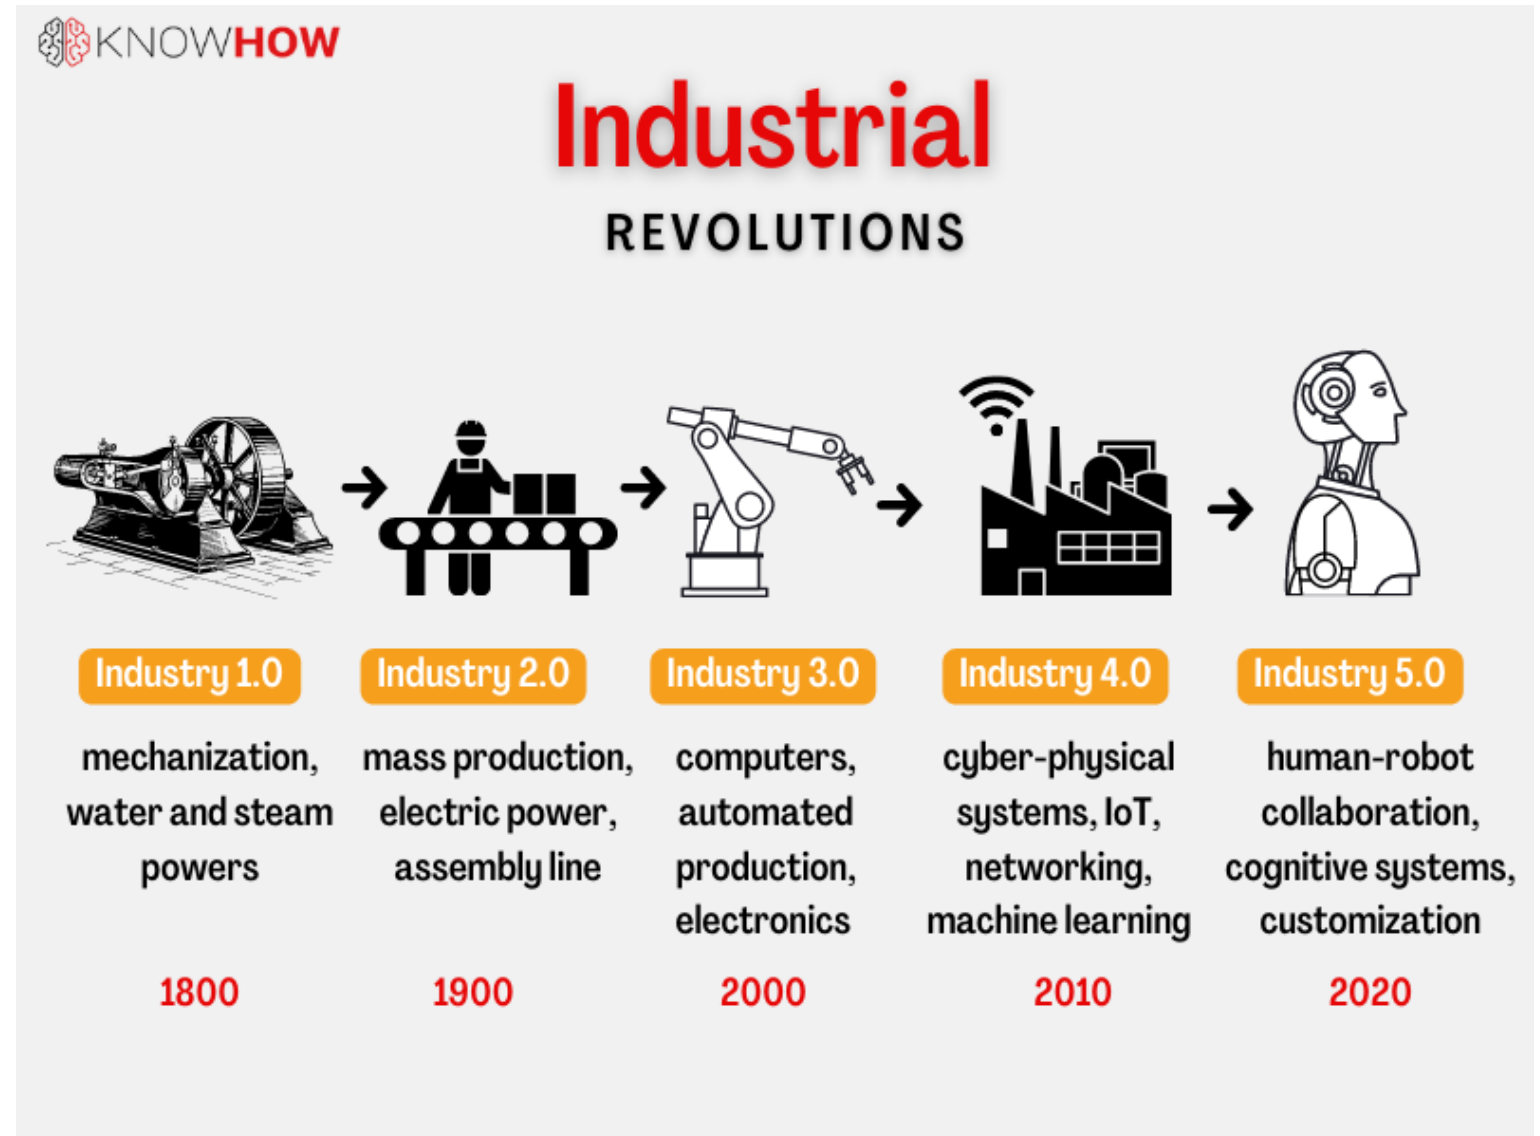 KNOWHOW
Industrial
REVOLUTIONS
Industry 1.0
mechanization,
water and steam
powers
1800
Industry 2.0
mass production,
electric power,
assembly line
1900
Industry 3.0
computers,
automated
production,
electronics
2000
Industry 4.0
cyber-physical
systems, IoT,
networking,
machine learning
2010
Industry 5.0
human-robot
collaboration,
cognitive systems,
customization
2020